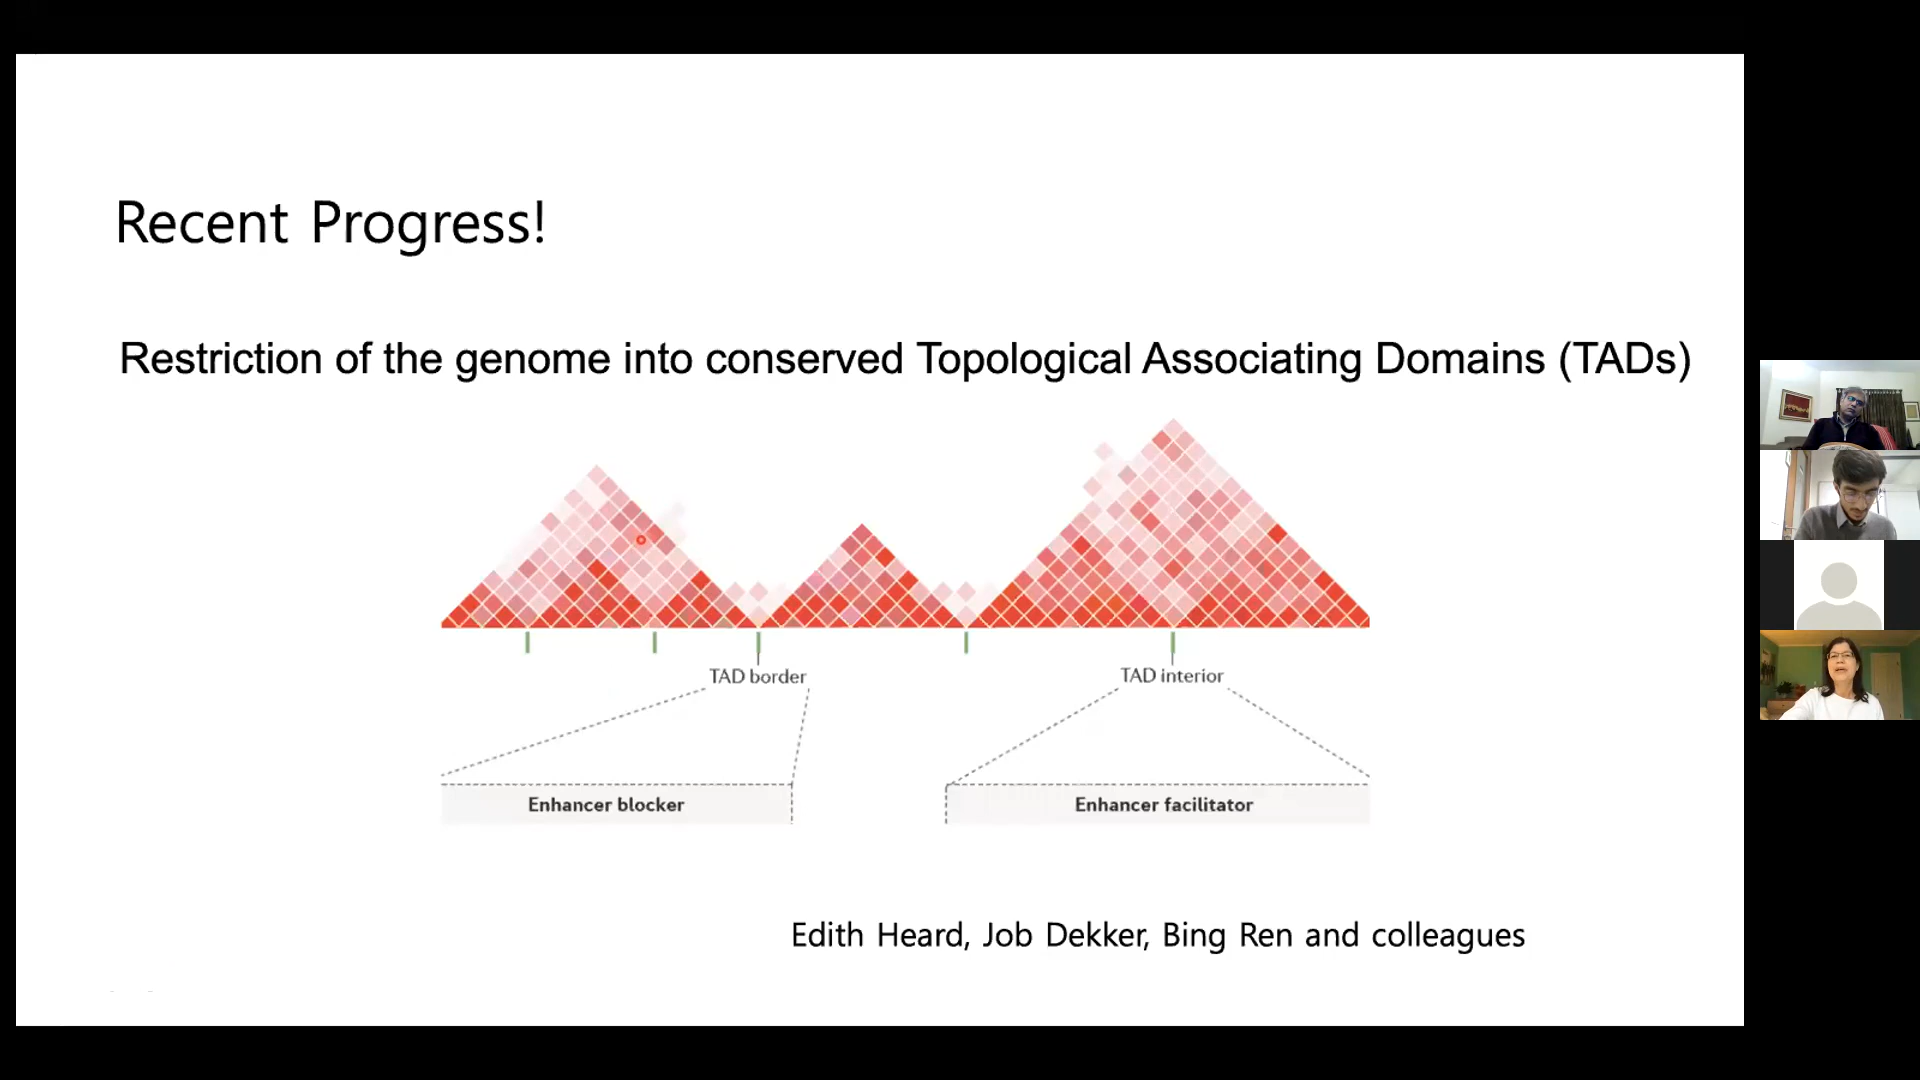 Recent Progress!
Restriction of the genome into conserved Topological Associating Domains (TADs)
TAD border
TAD interior
Enhancer blocker
Enhancer facilitator
Edith Heard, Job Dekker, Bing Ren and colleagues